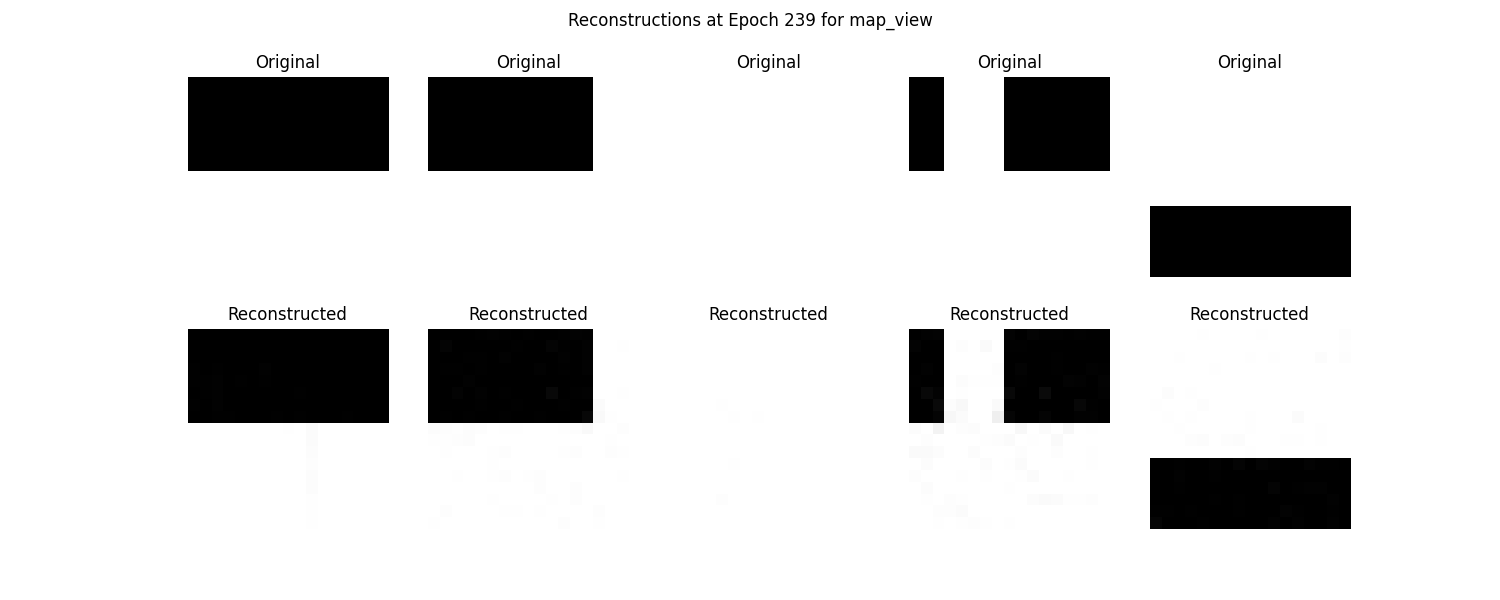 Reconstructions at Epoch 239 for map_view
Original Original Original Original Original
Reconstructed Reconstructed Reconstructed Reconstructed Reconstructed